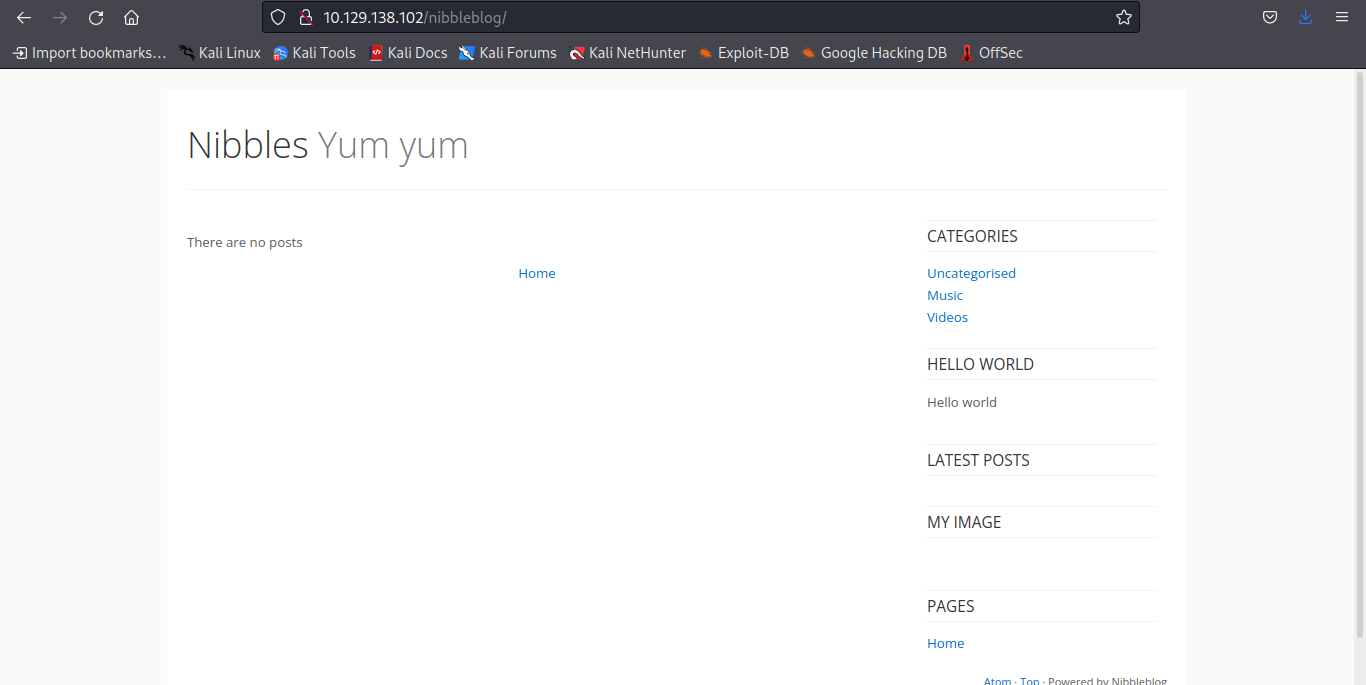 10.129.138.102/nibbleblog/
Import bookmarks... Kali Linux Kali Tools Kali Docs Kali Forums Kali NetHunter Exploit-DB Google Hacking DB OffSec
Nibbles Yum yum
There are no posts
Home
CATEGORIES
Uncategorised
Music
Videos
HELLO WORLD
Hello world
LATEST POSTS
MY IMAGE
PAGES
Home
Atom · Top · Powered by Nibbleblog